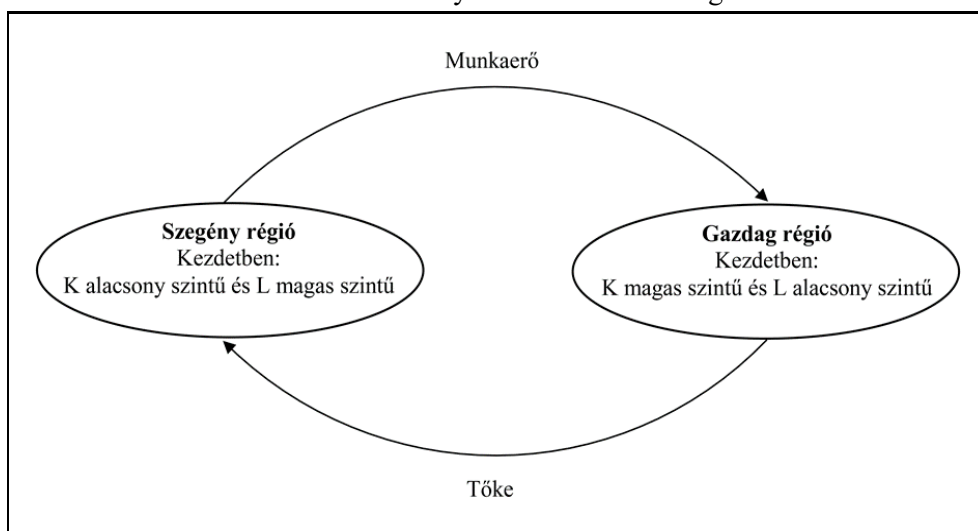 Munkaerő
Szegény régió
Kezdetben:
K alacsony szintű és L magas szintű
Gazdag régió
Kezdetben:
K magas szintű és L alacsony szintű
Tőke